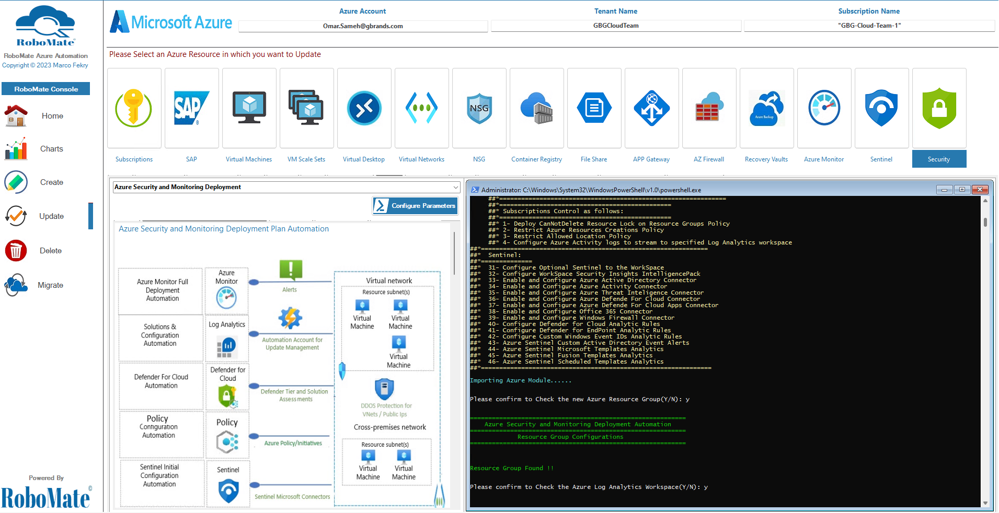 RoboMate©
RoboMate Azure Automation
Copyright © 2023 Marco Fekry
RoboMate Console
Home
Charts
Create
Update
Delete
Migrate
Powered By
RoboMate©
Microsoft Azure
Azure Account
Omar.Sameh@gbrands.com
Tenant Name
GBGCloudTeam
Subscription Name
"GBG-Cloud-Team-1"
Please Select an Azure Resource in which you want to Update
SAP®
NSG
Azure Backup
Subscriptions
SAP
Virtual Machines
VM Scale Sets
Virtual Desktop
Virtual Networks
NSG
Container Registry
File Share
APP Gateway
AZ Firewall
Recovery Vaults
Azure Monitor
Sentinel
Security
Azure Security and Monitoring Deployment
Configure Parameters
Azure Security and Monitoring Deployment Plan Automation
Azure Monitor Full
Deployment
Automation
Azure
Monitor
Alerts
Solutions &
Configuration
Automation
Log Analytics
Automation Account for
Update Management
Defender For Cloud
Automation
Defender for
Cloud
Defender Tier and Solution
Assessments
Policy
Configuration
Automation
Policy
Azure Policy/Initiatives
Sentinel Initial
Configuration
Automation
Sentinel
Sentinel Microsoft Connectors
Virtual network
Resource subnet(s)
Virtual
Machine
Virtual
Machine
Virtual
Machine
DDOS Protection for
VNets / Public Ips
Cross-premises network
Resource subnet(s)
Virtual
Machine
Virtual
Machine
Administrator: C:\Windows\System32\WindowsPowerShell\v1.0\powershell.exe
##*==============================================================
##*===============================================
##* Subscriptions Control as follows:
##*===============================================
##* 1- Deploy CanNotDelete Resource Lock on Resource Groups Policy
##* 2- Restrict Azure Resources Creations Policy
##* 3- Restrict Allowed Location Policy
##* 4- Configure Azure Activity logs to stream to specified Log Analytics workspace
##*==============================================================
##*  Sentinel:
##*==============
##*  31- Configure Optional Sentinel to the WorkSpace
##*  32- Configure WorkSpace Security Insights IntelligencePack
##*  33- Enable and Configure Azure Active Directory Connector
##*  34- Enable and Configure Azure Activity Connector
##*  35- Enable and Configure Azure Threat Inteligence Connector
##*  36- Enable and Configure Azure Defende For Cloud Connector
##*  37- Enable and Configure Azure Defende For Cloud Apps Connector
##*  38- Enable and Configure Office 365 Connector
##*  39- Enable and Configure Windows Firewall Connector
##*  40- Configure Defender for Cloud Analytic Rules
##*  41- Configure Defender for EndPoint Analytic Rules
##*  42- Configure Custom Windows Event IDs Analytic Rules
##*  43- Azure Sentinel Custom Active Directory Event Alerts
##*  44- Azure Sentinel Microsoft Templates Analytics
##*  45- Azure Sentinel Fusion Templates Analytics
##*  46- Azure Sentinel Scheduled Templates Analytics
##*===============================================================
Importing Azure Module......
Please confirm to Check the new Azure Resource Group(Y/N): y
===========================================================
Azure Security and Monitoring Deployment Automation
===========================================================
Resource Group Configurations
===========================================================
Resource Group Found !!
Please confirm to Check the Azure Log Analytics Workspace(Y/N): y